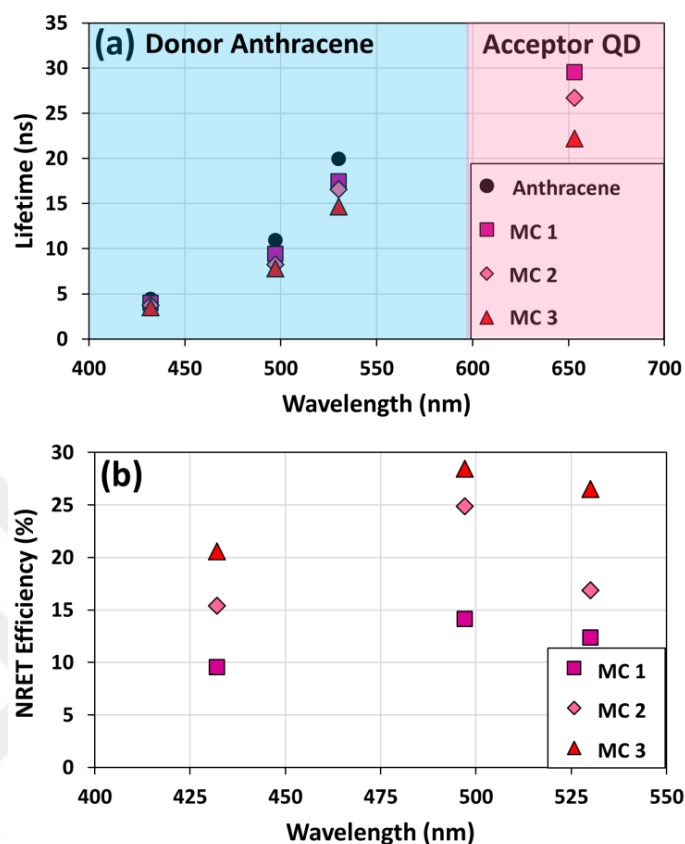 (a) Donor Anthracene Acceptor QD
35
30
25
20
15
10
5
0
Lifetime (ns)
Anthracene
MC 1
MC 2
MC 3
400 450 500 550 600 650 700
Wavelength (nm)
(b)
30
25
20
15
10
5
0
NRET Efficiency (%)
MC 1
MC 2
MC 3
400 425 450 475 500 525 550
Wavelength (nm)